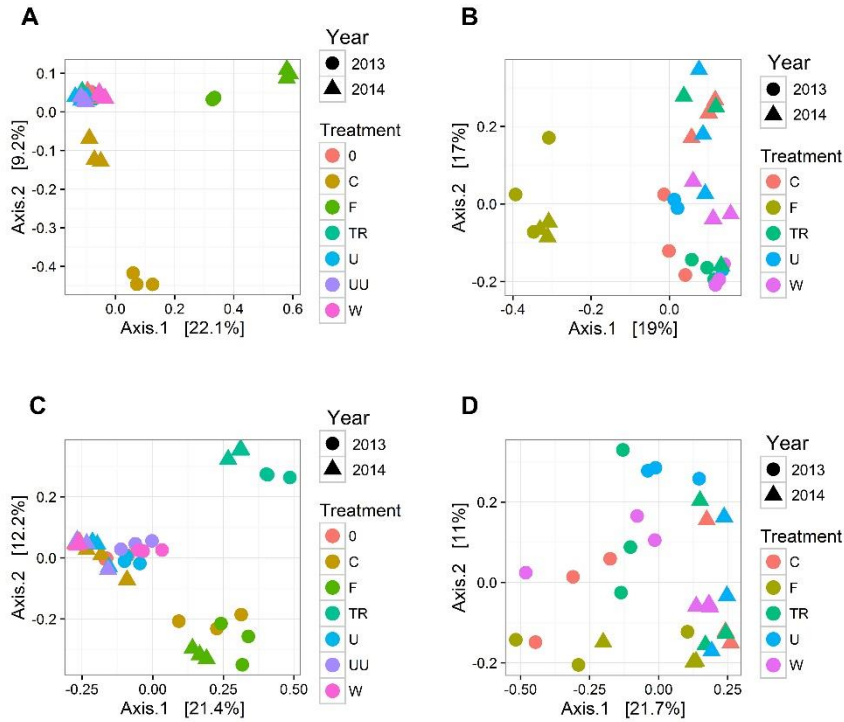 A
Axis.2 [9.2%]
0.1
0.0
-0.1
-0.2
-0.3
-0.4
0.0 0.2 0.4 0.6
Axis.1 [22.1%]
Year
2013
2014
Treatment
0
C
F
TR
U
UU
W
B
Axis.2 [17%]
0.2
0.0
-0.2
-0.4 -0.2 0.0
Axis.1 [19%]
Year
2013
2014
Treatment
C
F
TR
U
W
C
Axis.2 [12.2%]
0.2
0.0
-0.2
-0.25 0.00 0.25 0.50
Axis.1 [21.4%]
Year
2013
2014
Treatment
0
C
F
TR
U
UU
W
D
Axis.2 [11%]
0.2
0.0
-0.2
-0.50 -0.25 0.00 0.25
Axis.1 [21.7%]
Year
2013
2014
Treatment
C
F
TR
U
W